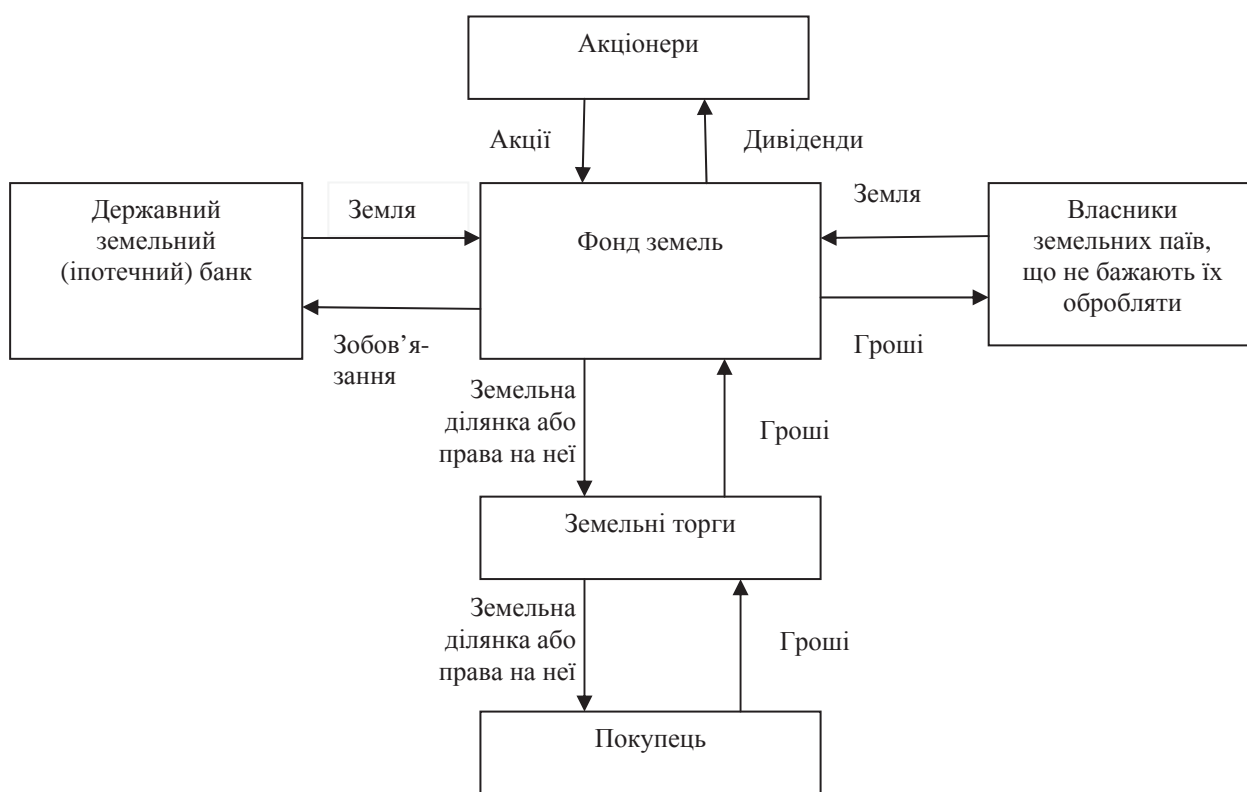 Акціонери
Акції
Дивіденди
Державний
земельний
(іпотечний) банк
Земля
Фонд земель
Земля
Власники
земельних паїв,
що не бажають їх
обробляти
Зобов’я-
зання
Гроші
Земельна
ділянка або
права на неї
Гроші
Земельні торги
Земельна
ділянка або
права на неї
Гроші
Покупець